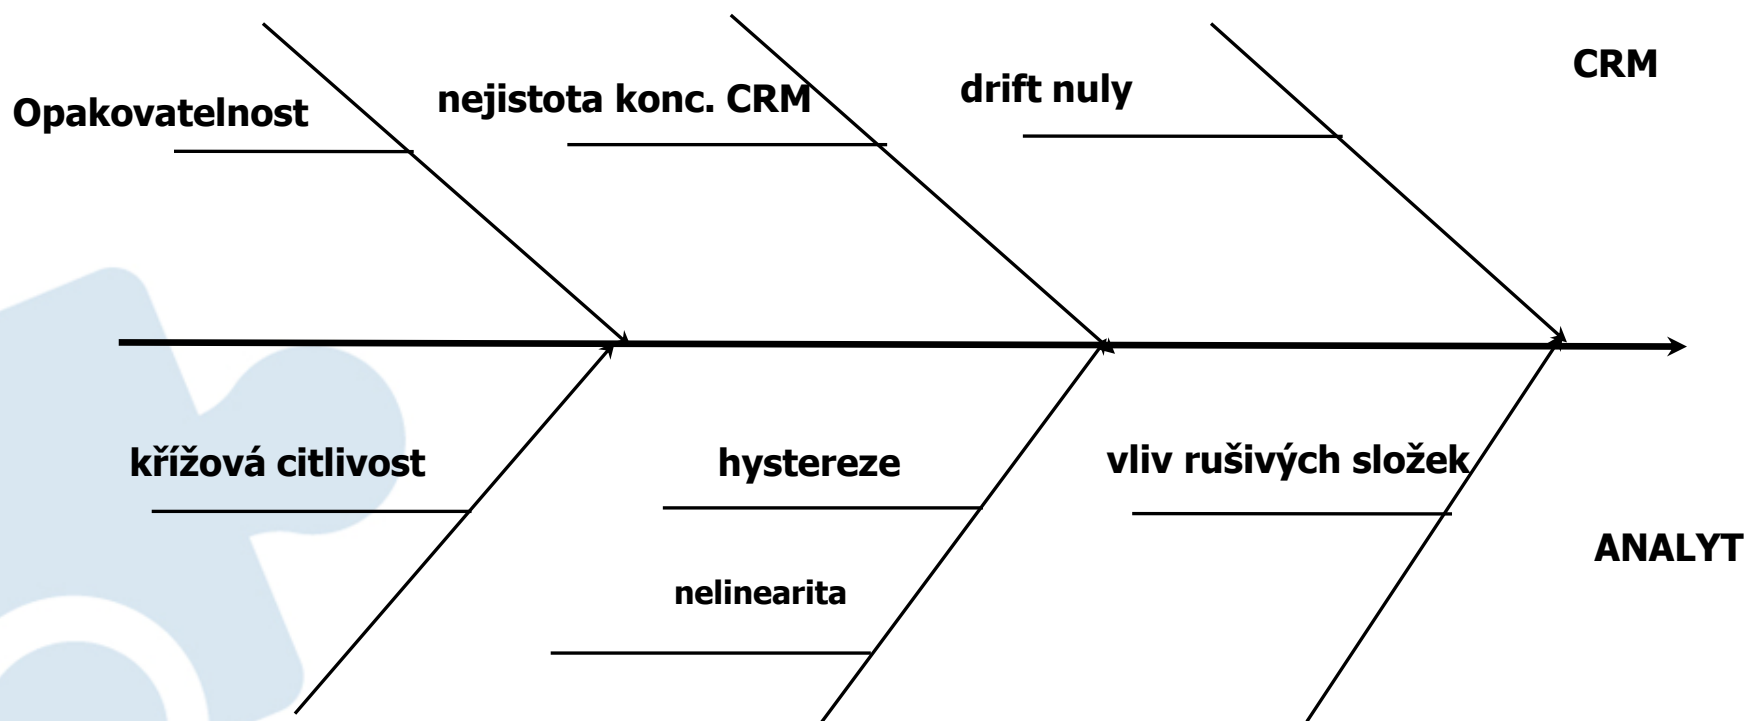 CRM
Opakovatelnost
nejistota konc. CRM
drift nuly
křížová citlivost
hystereze
vliv rušivých složek
ANALYT
nelinearita